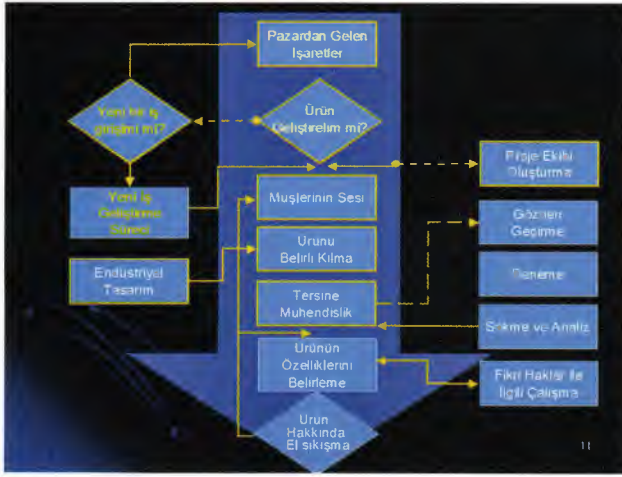 Pazardan Gelen
İşaretler
Yeni bir iş
girişimi mi?
Ürün
Geliştirelim mi?
Proje Ekibi
Oluşturma
Yeni İş
Geliştirme
Süreci
Müşterinin Sesi
Gözden
Geçirme
Ürünü
Belirli Kılma
Endüstriyel
Tasarım
Deneme
Tersine
Mühendislik
Sökme ve Analiz
Ürünün
Özelliklerini
Belirleme
Fikri Haklar ile
İlgili Çalışma
Ürün
Hakkında
El sıkışma
11